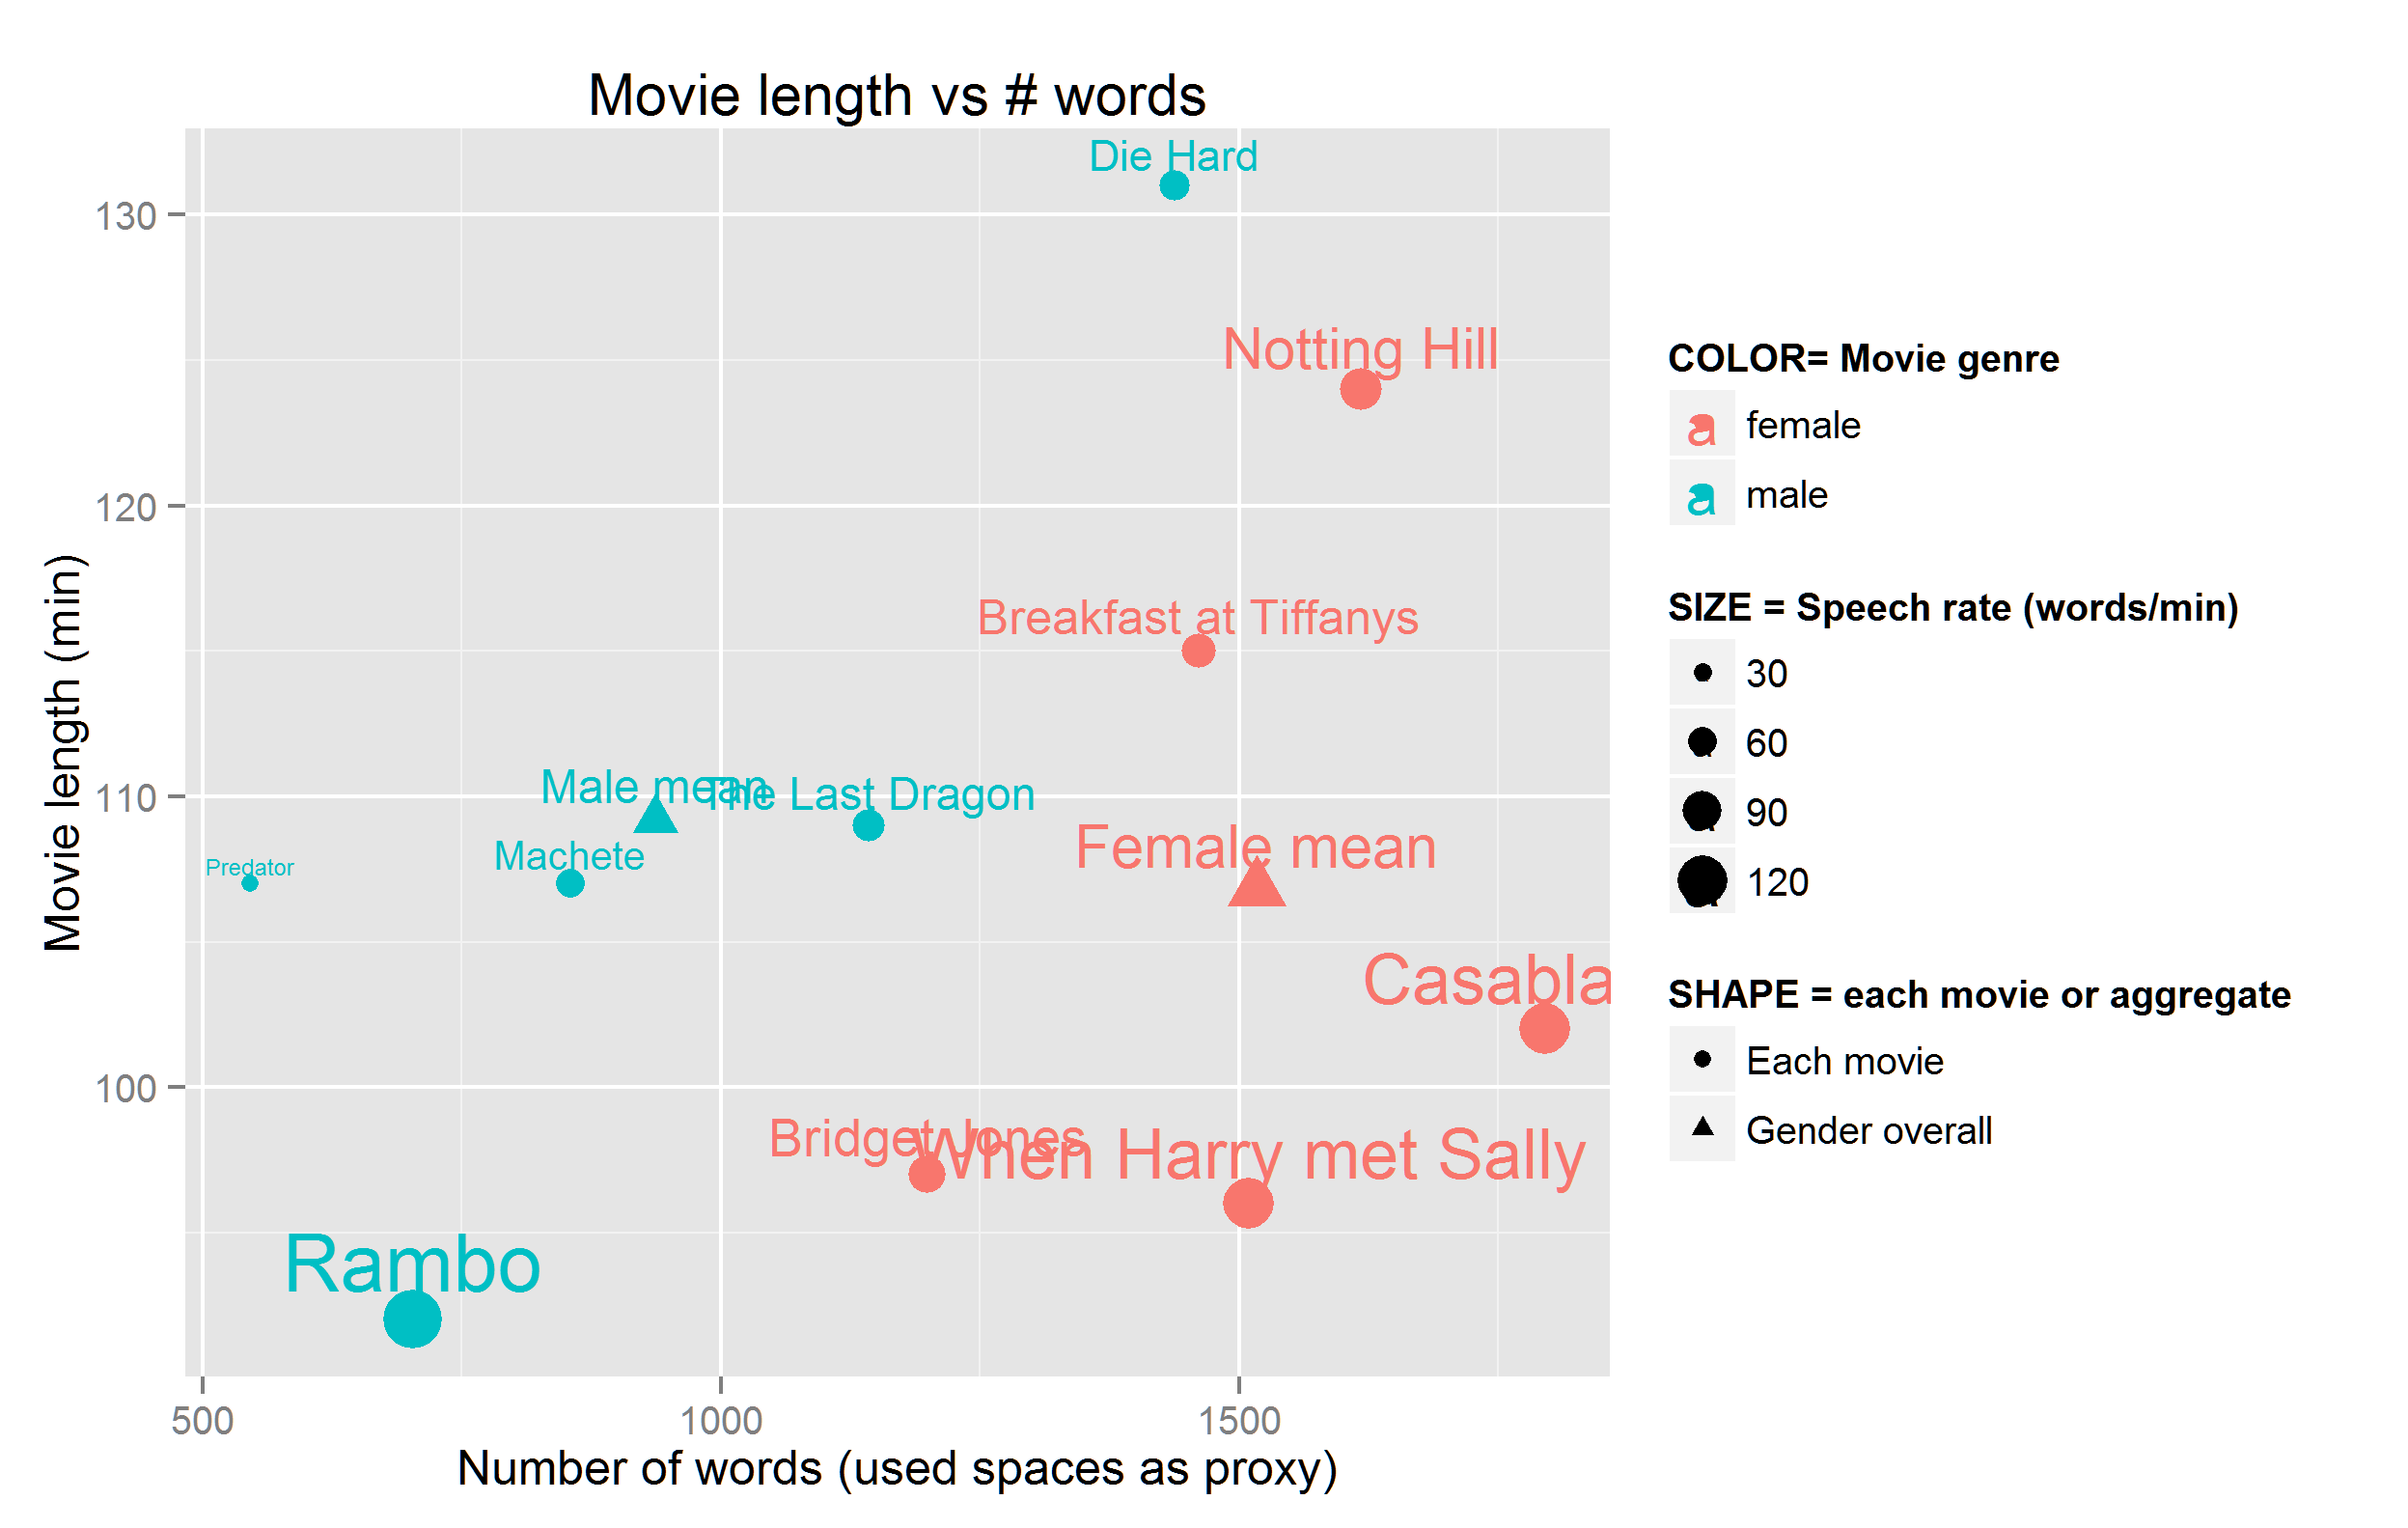 Movie length vs # words
Die Hard
130
Notting Hill
120
Breakfast at Tiffanys
110
Male mean
The Last Dragon
Female mean
Machete
Predator
Casabla
100
Bridget Jones
When Harry met Sally
Rambo
500 1000 1500
Number of words (used spaces as proxy)
Movie length (min)
COLOR= Movie genre
a female
a male
SIZE = Speech rate (words/min)
30
60
90
120
SHAPE = each movie or aggregate
Each movie
Gender overall